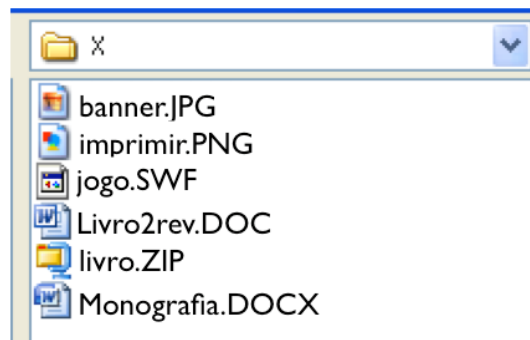 X
banner.JPG
imprimir.PNG
jogo.SWF
Livro2rev.DOC
livro.ZIP
Monografia.DOCX